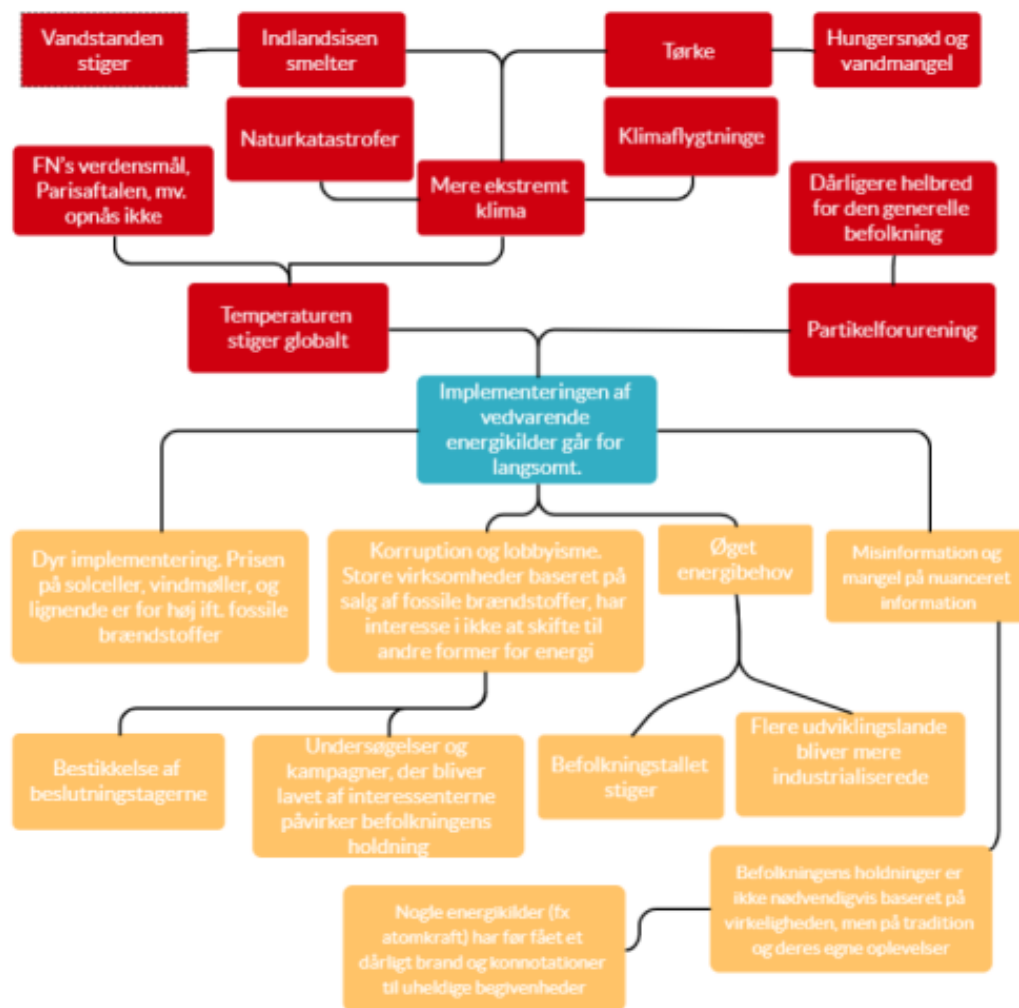 Vandstanden
stiger
Indlandsisen
smelter
Tørke
Hungersnød og
vandmangel
Naturkatastrofer
Klimaflygtninge
FN's verdensmål,
Parisaftalen, mv.
opnås ikke
Mere ekstremt
klima
Dårligere helbred
for den generelle
befolkning
Temperaturen
stiger globalt
Partikelforurening
Implementeringen af
vedvarende
energikilder går for
langsomt.
Dyr implementering. Prisen
på solceller, vindmøller, og
lignende er for høj ift. fossile
brændstoffer
Korruption og lobbyisme.
Store virksomheder baseret på
salg af fossile brændstoffer, har
interesse i ikke at skifte til
andre former for energi
Øget
energibehov
Misinformation og
mangel på nuanceret
information
Bestikkelse af
beslutningstagerne
Undersøgelser og
kampagner, der bliver
lavet af interessenterne
påvirker befolkningens
holdning
Befolkningstallet
stiger
Flere udviklingslande
bliver mere
industrialiserede
Befolkningens holdninger er
ikke nødvendigvis baseret på
virkeligheden, men på tradition
og deres egne oplevelser
Nogle energikilder (fx
atomkraft) har før fået et
dårligt brand og konnotationer
til uheldige begivenheder